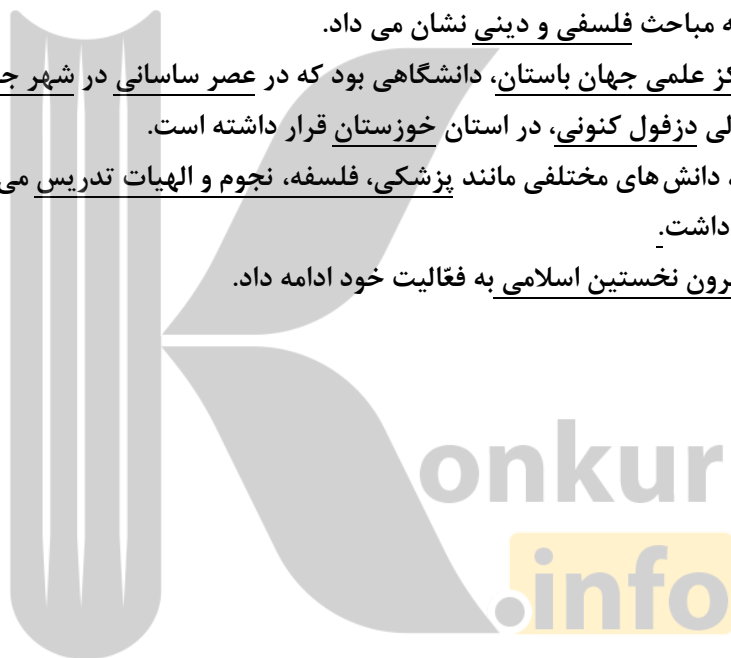 ه مباحث فلسفی و دینی نشان می داد.
کز علمی جهان باستان، دانشگاهی بود که در عصر ساسانی در شهر ج
لی دزفول کنونی، در استان خوزستان قرار داشته است.
، دانش های مختلفی مانند پزشکی، فلسفه، نجوم و الهیات تدریس می
داشت.
رون نخستین اسلامی به فعّالیت خود ادامه داد.
Konkur
.info